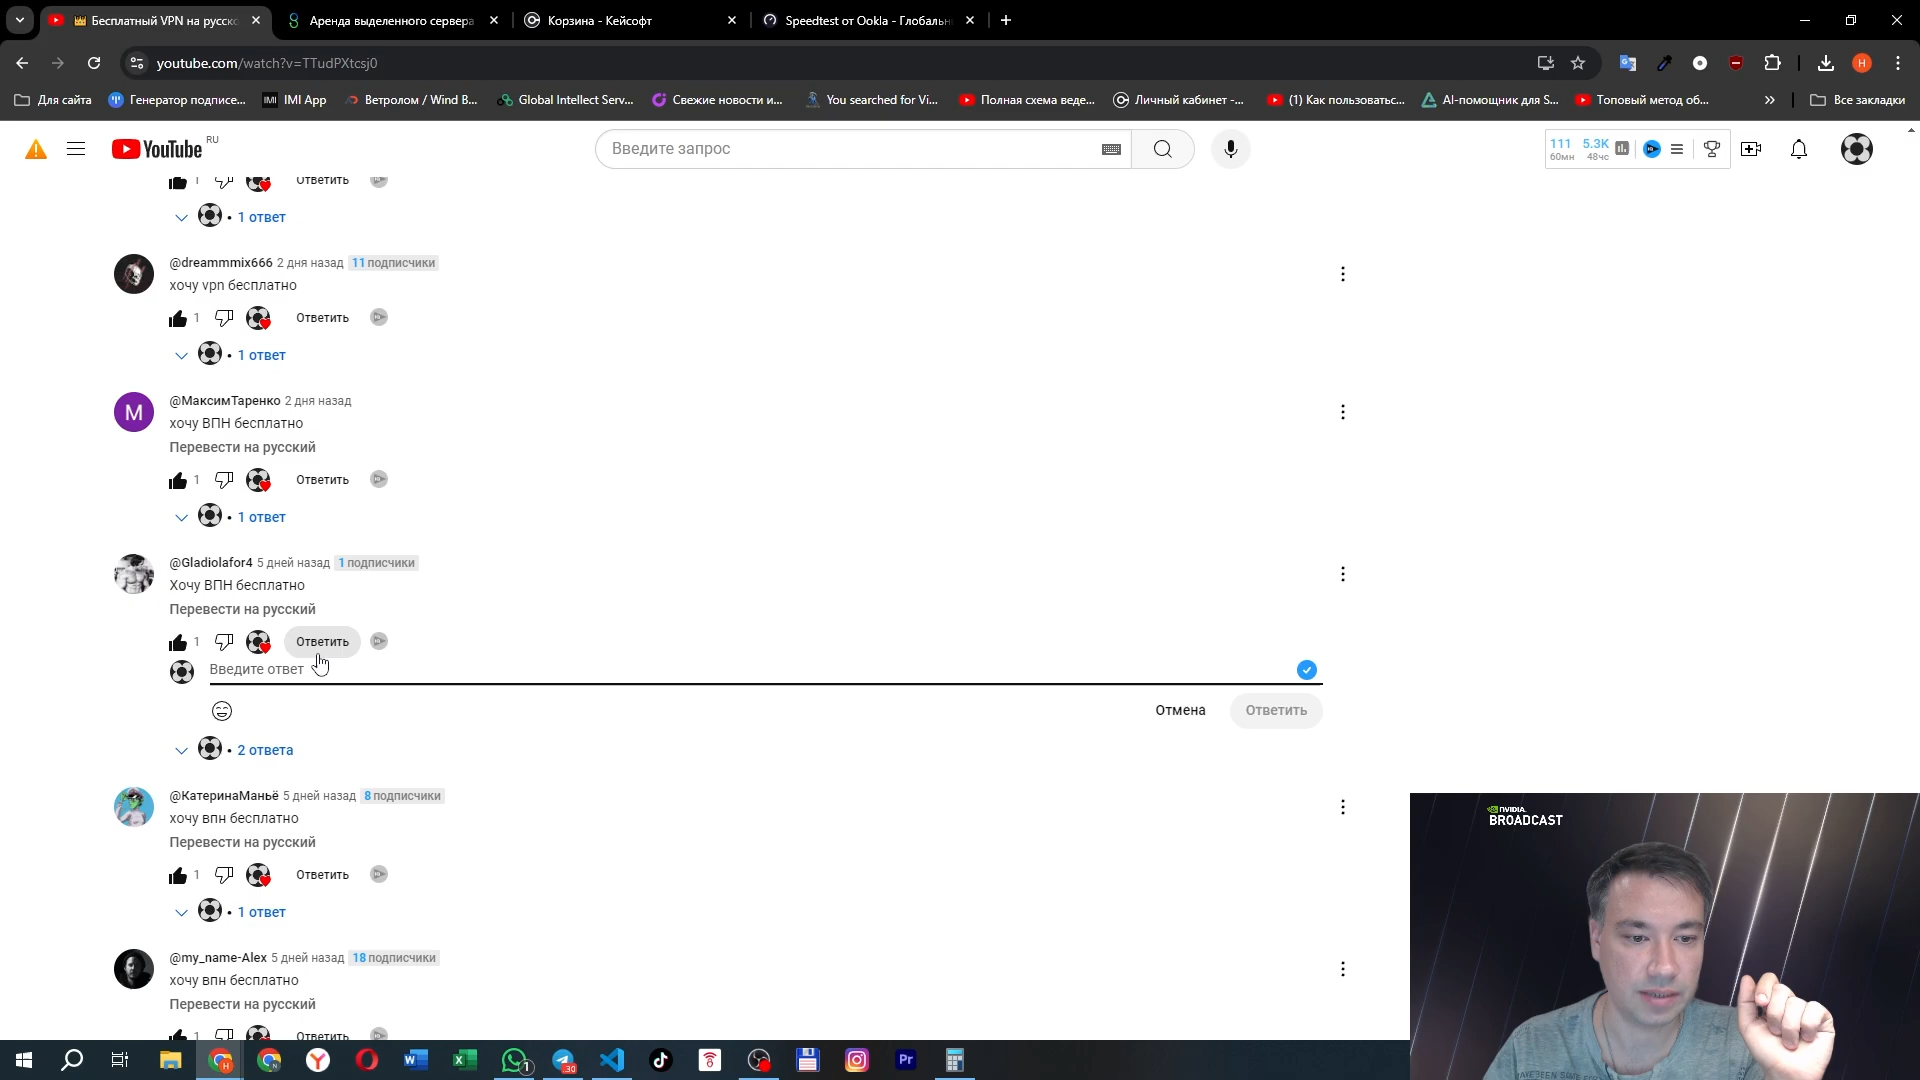 Бесплатный VPN на русско
Аренда выделенного сервера
Корзина - Кейсофт
Speedtest от Ookla - Глобальн
youtube.com/watch?v=TTudPXtcsj0
Для сайта
Генератор подписе...
IMI App
Ветролом / Wind B...
Global Intellect Serv...
Свежие новости и...
You searched for Vi...
Полная схема веде...
Личный кабинет -...
(1) Как пользоватьс...
AI-помощник для S...
Топовый метод об...
Все закладки
YouTube RU
Введите запрос
111 5.3K
60мн 48чс
1 Ответить
• 1 ответ
@dreammmix666 2 дня назад 11 подписчики
хочу vpn бесплатно
1 Ответить
• 1 ответ
@МаксимТаренко 2 дня назад
хочу ВПН бесплатно
Перевести на русский
1 Ответить
• 1 ответ
@Gladiolafor4 5 дней назад 1 подписчики
Хочу ВПН бесплатно
Перевести на русский
1 Ответить
Введите ответ
Отмена Ответить
• 2 ответа
@КатеринаМаньё 5 дней назад 8 подписчики
хочу впн бесплатно
Перевести на русский
1 Ответить
• 1 ответ
@my_name-Alex 5 дней назад 18 подписчики
хочу впн бесплатно
Перевести на русский
1 Ответить
NVIDIA.
BROADCAST